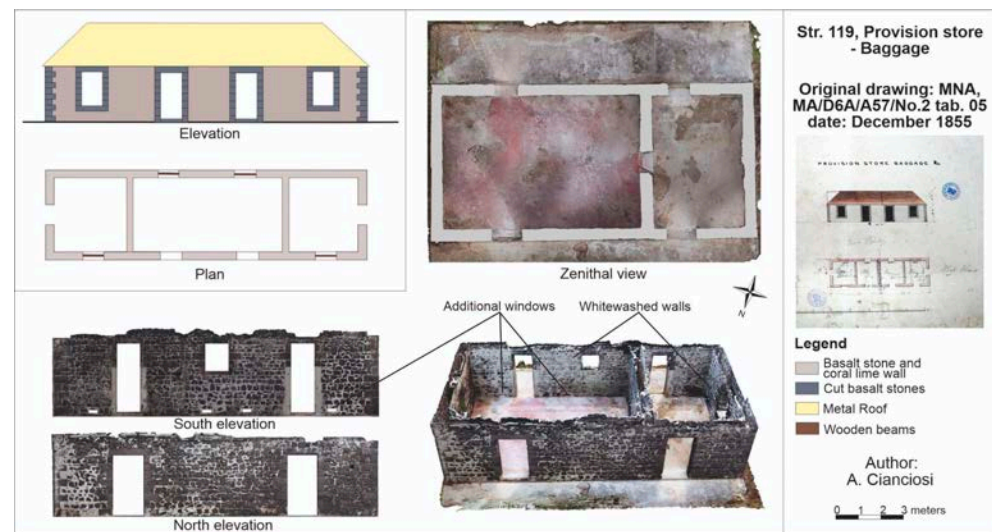 Elevation
Plan
Zenithal view
Additional windows
Whitewashed walls
N
South elevation
North elevation
Str. 119, Provision store
- Baggage
Original drawing: MNA,
MA/D6A/A57/No.2 tab. 05
date: December 1855
PROVISION STORE BAGGAGE
Legend
Basalt stone and
coral lime wall
Cut basalt stones
Metal Roof
Wooden beams
Author:
A. Cianciosi
0 1 2 3 meters